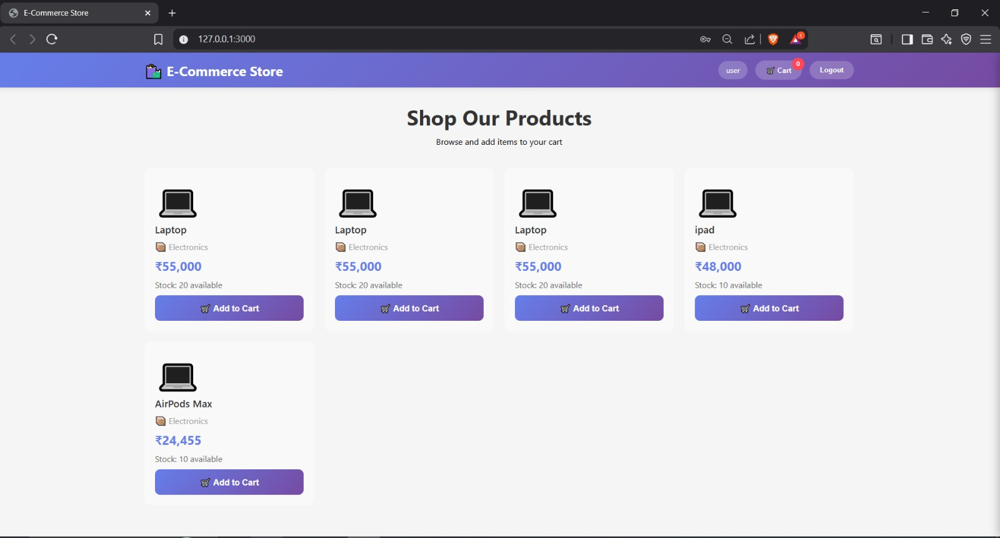 E-Commerce Store
127.0.0.1:3000
1
E-Commerce Store
user
Cart
0
Logout
Shop Our Products
Browse and add items to your cart
Laptop
Electronics
₹55,000
Stock: 20 available
Add to Cart
Laptop
Electronics
₹55,000
Stock: 20 available
Add to Cart
Laptop
Electronics
₹55,000
Stock: 20 available
Add to Cart
ipad
Electronics
₹48,000
Stock: 10 available
Add to Cart
AirPods Max
Electronics
₹24,455
Stock: 10 available
Add to Cart